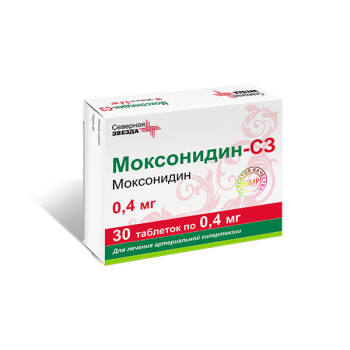 Северная
ЗВЕЗДА
Моксонидин-СЗ
Моксонидин
0,4 мг
30 таблеток по 0,4 мг
Для лечения артериальной гипертензии